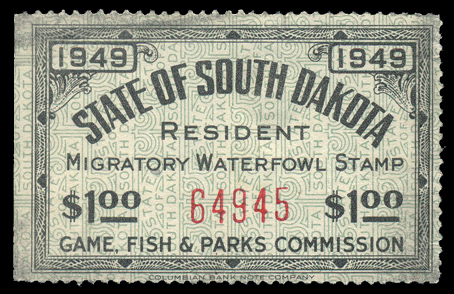 1949 1949
STATE OF SOUTH DAKOTA
RESIDENT
MIGRATORY WATERFOWL STAMP
$1.00 64945 $1.00
GAME, FISH & PARKS COMMISSION
COLUMBIAN BANK NOTE COMPANY